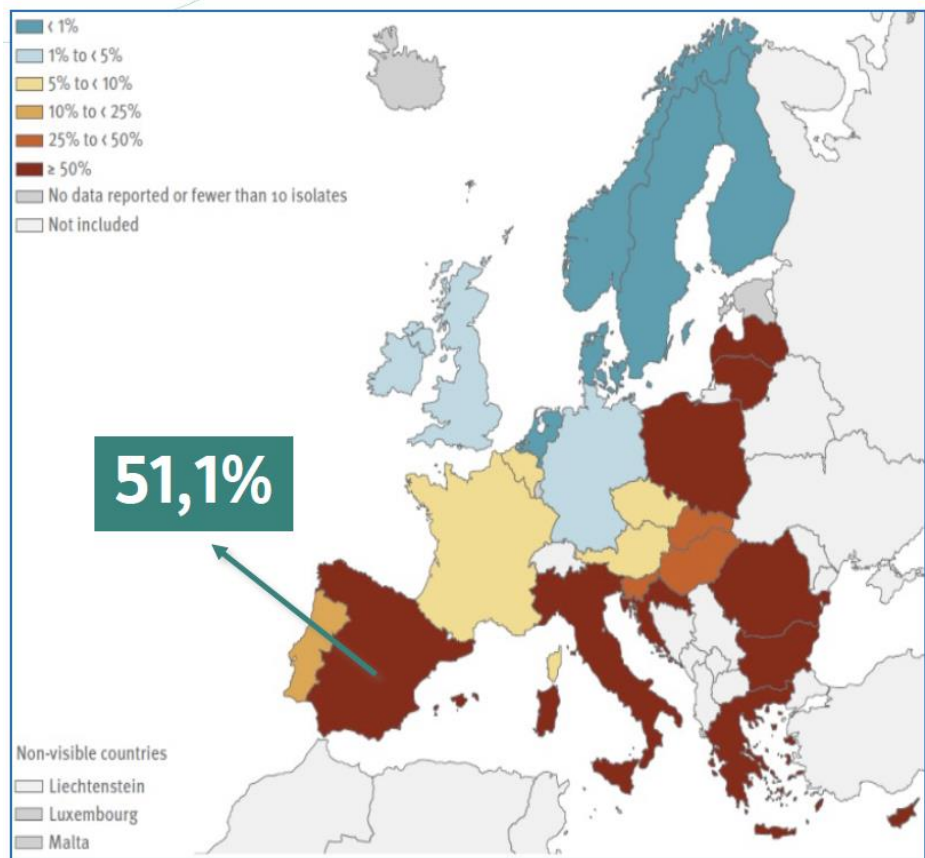 < 1%
1% to < 5%
5% to < 10%
10% to < 25%
25% to < 50%
≥ 50%
No data reported or fewer than 10 isolates
Not included
51,1%
Non-visible countries
Liechtenstein
Luxembourg
Malta